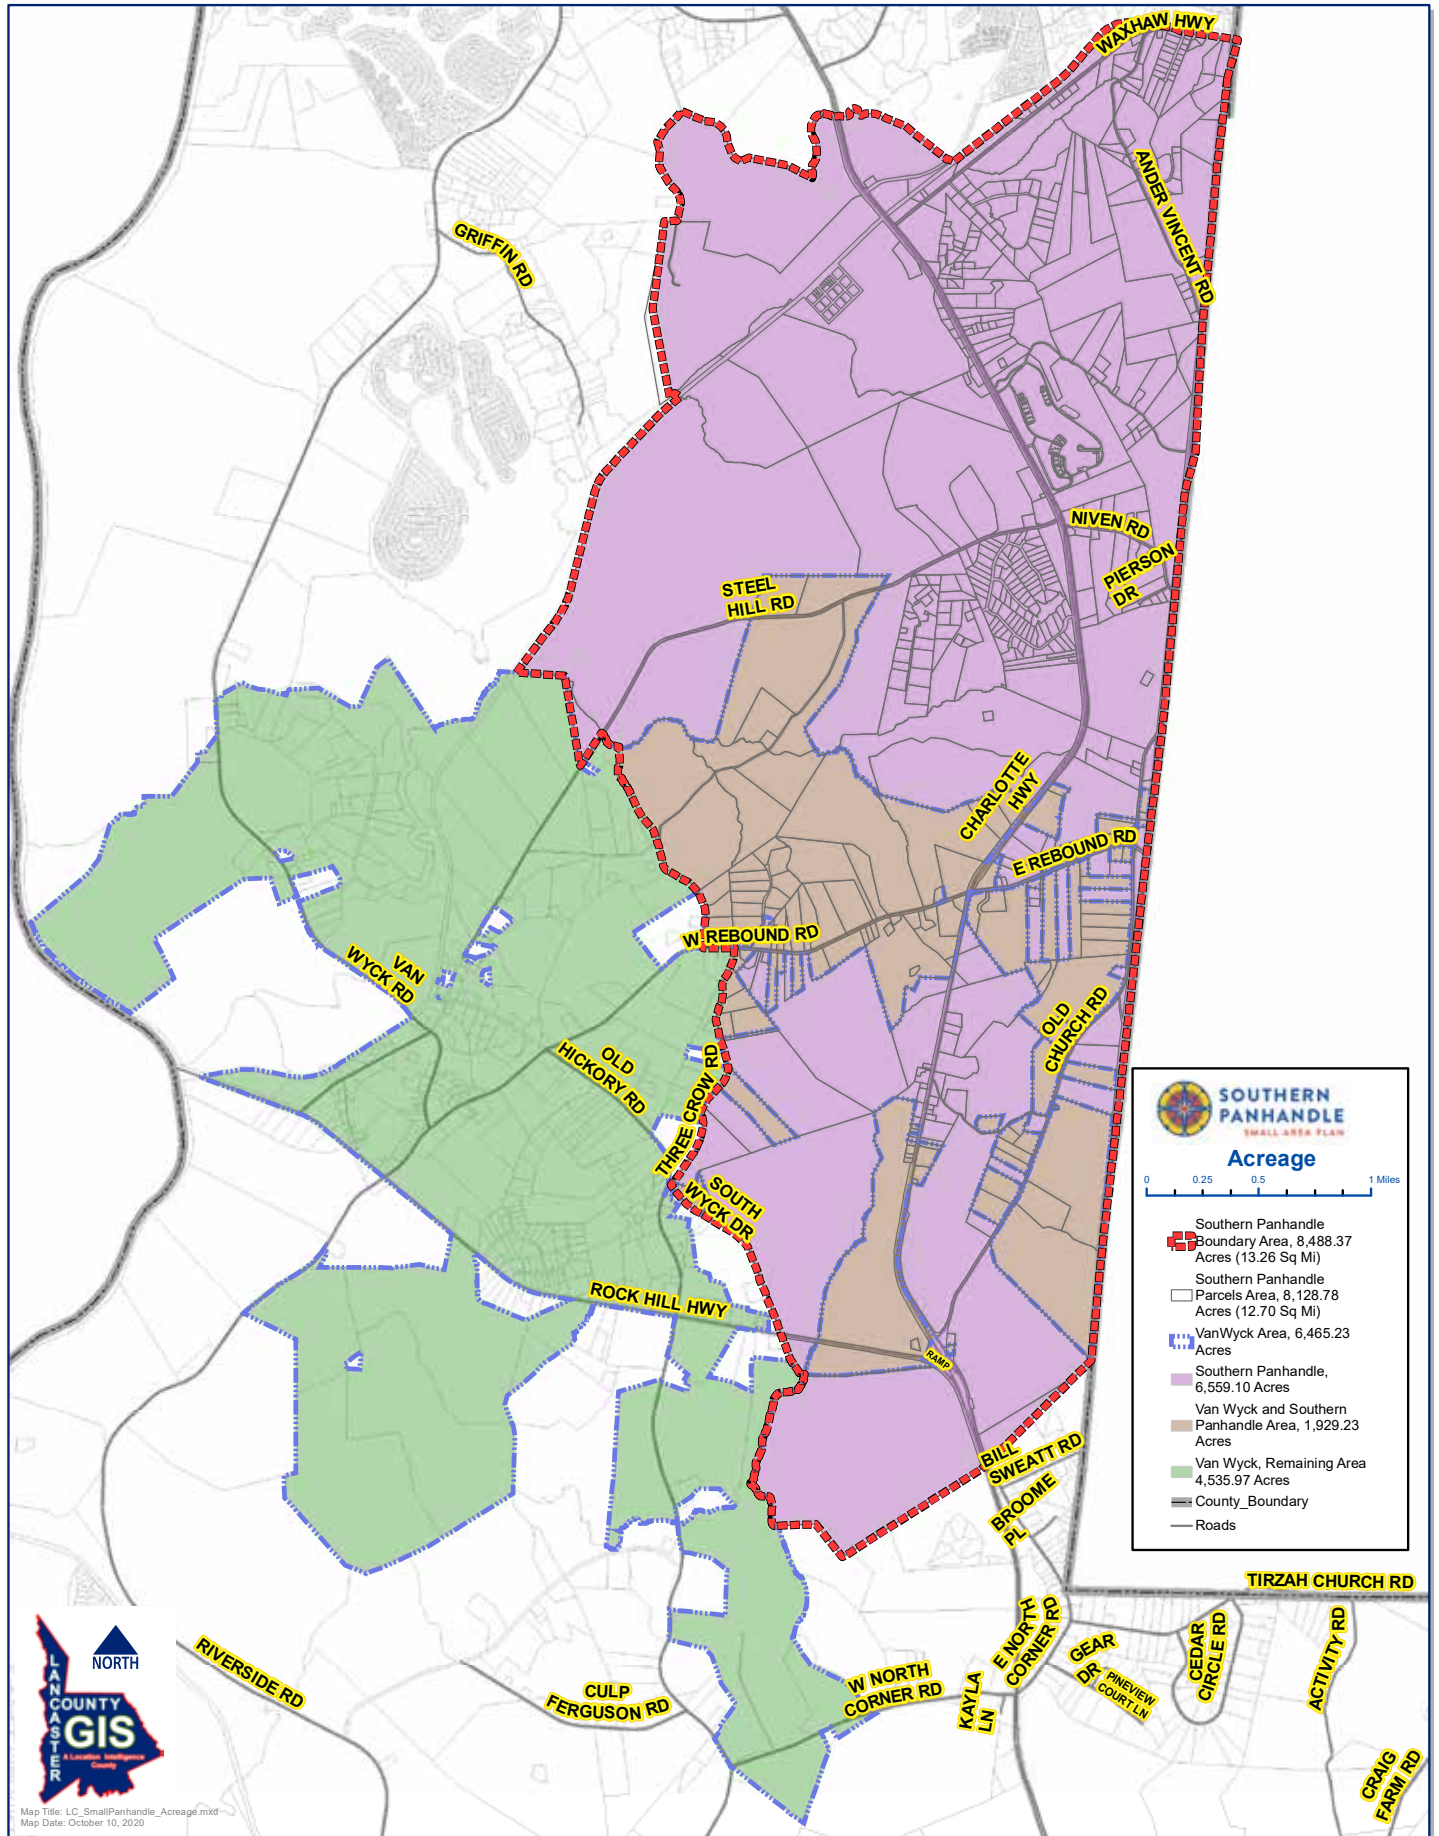 WAXHAW HWY
ANDER VINCENT RD
GRIFFIN RD
NIVEN RD
PIERSON
DR
STEEL
HILL RD
CHARLOTTE
HWY
E REBOUND RD
W REBOUND RD
VAN
WYCK RD
OLD
CHURCH RD
OLD
HICKORY RD
THREE CROW RD
SOUTH
WYCK DR
ROCK HILL HWY
RAMP
BILL
SWEATT RD
BROOME
PL
TIRZAH CHURCH RD
E NORTH
CORNER RD
GEAR
DR
PINEVIEW
COURT LN
CEDAR
CIRCLE RD
ACTIVITY RD
CRAIG
FARM RD
KAYLA
LN
W NORTH
CORNER RD
CULP
FERGUSON RD
RIVERSIDE RD
SOUTHERN
PANHANDLE
SMALL AREA PLAN
Acreage
0 0.25 0.5 1 Miles
Southern Panhandle
Boundary Area, 8,488.37
Acres (13.26 Sq Mi)
Southern Panhandle
Parcels Area, 8,128.78
Acres (12.70 Sq Mi)
VanWyck Area, 6,465.23
Acres
Southern Panhandle,
6,559.10 Acres
Van Wyck and Southern
Panhandle Area, 1,929.23
Acres
Van Wyck, Remaining Area
4,535.97 Acres
County_Boundary
Roads
NORTH
LANCASTER
COUNTY
GIS
A Location Intelligence
County
Map Title: LC_SmallPanhandle_Acreage.mxd
Map Date: October 10, 2020